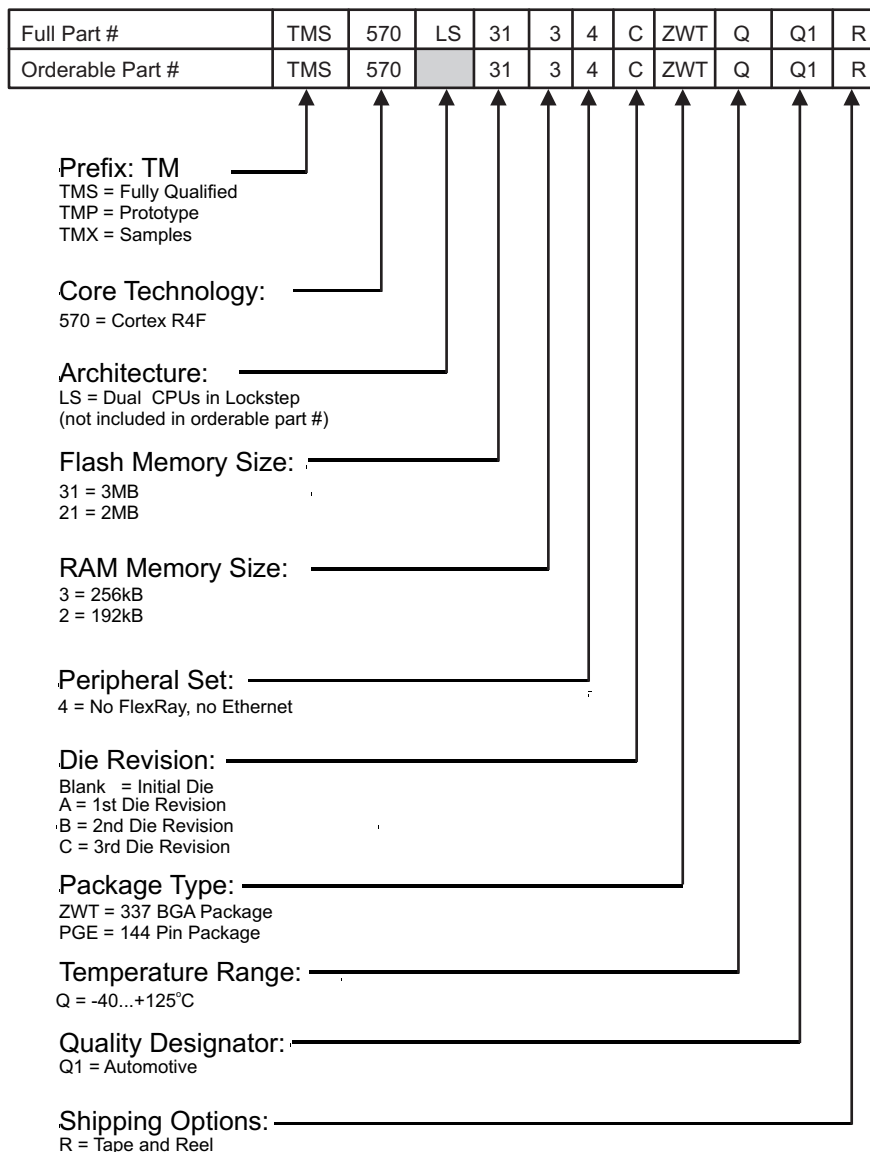 Full Part # TMS 570 LS 31 3 4 C ZWT Q Q1 R
Orderable Part # TMS 570 31 3 4 C ZWT Q Q1 R
Prefix: TM
TMS = Fully Qualified
TMP = Prototype
TMX = Samples
Core Technology:
570 = Cortex R4F
Architecture:
LS = Dual CPUs in Lockstep
(not included in orderable part #)
Flash Memory Size:
31 = 3MB
21 = 2MB
RAM Memory Size:
3 = 256kB
2 = 192kB
Peripheral Set:
4 = No FlexRay, no Ethernet
Die Revision:
Blank = Initial Die
A = 1st Die Revision
B = 2nd Die Revision
C = 3rd Die Revision
Package Type:
ZWT = 337 BGA Package
PGE = 144 Pin Package
Temperature Range:
Q = -40...+125°C
Quality Designator:
Q1 = Automotive
Shipping Options:
R = Tape and Reel